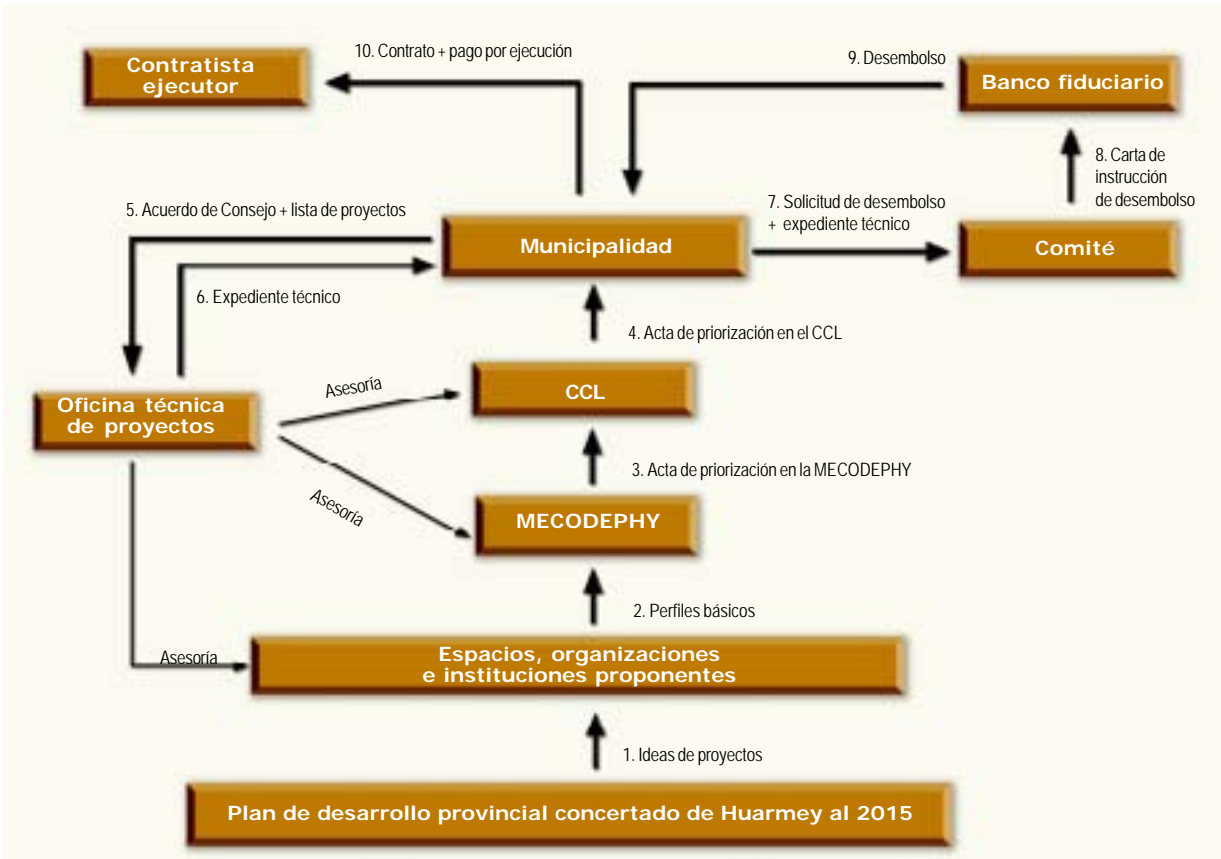 10. Contrato + pago por ejecución
9. Desembolso
Contratista
ejecutor
Banco fiduciario
8. Carta de
instrucción
de desembolso
5. Acuerdo de Consejo + lista de proyectos
7. Solicitud de desembolso
+ expediente técnico
Municipalidad
Comité
6. Expediente técnico
4. Acta de priorización en el CCL
Asesoría
CCL
Oficina técnica
de proyectos
3. Acta de priorización en la MECODEPHY
Asesoría
MECODEPHY
2. Perfiles básicos
Asesoría
Espacios, organizaciones
e instituciones proponentes
1. Ideas de proyectos
Plan de desarrollo provincial concertado de Huarmey al 2015